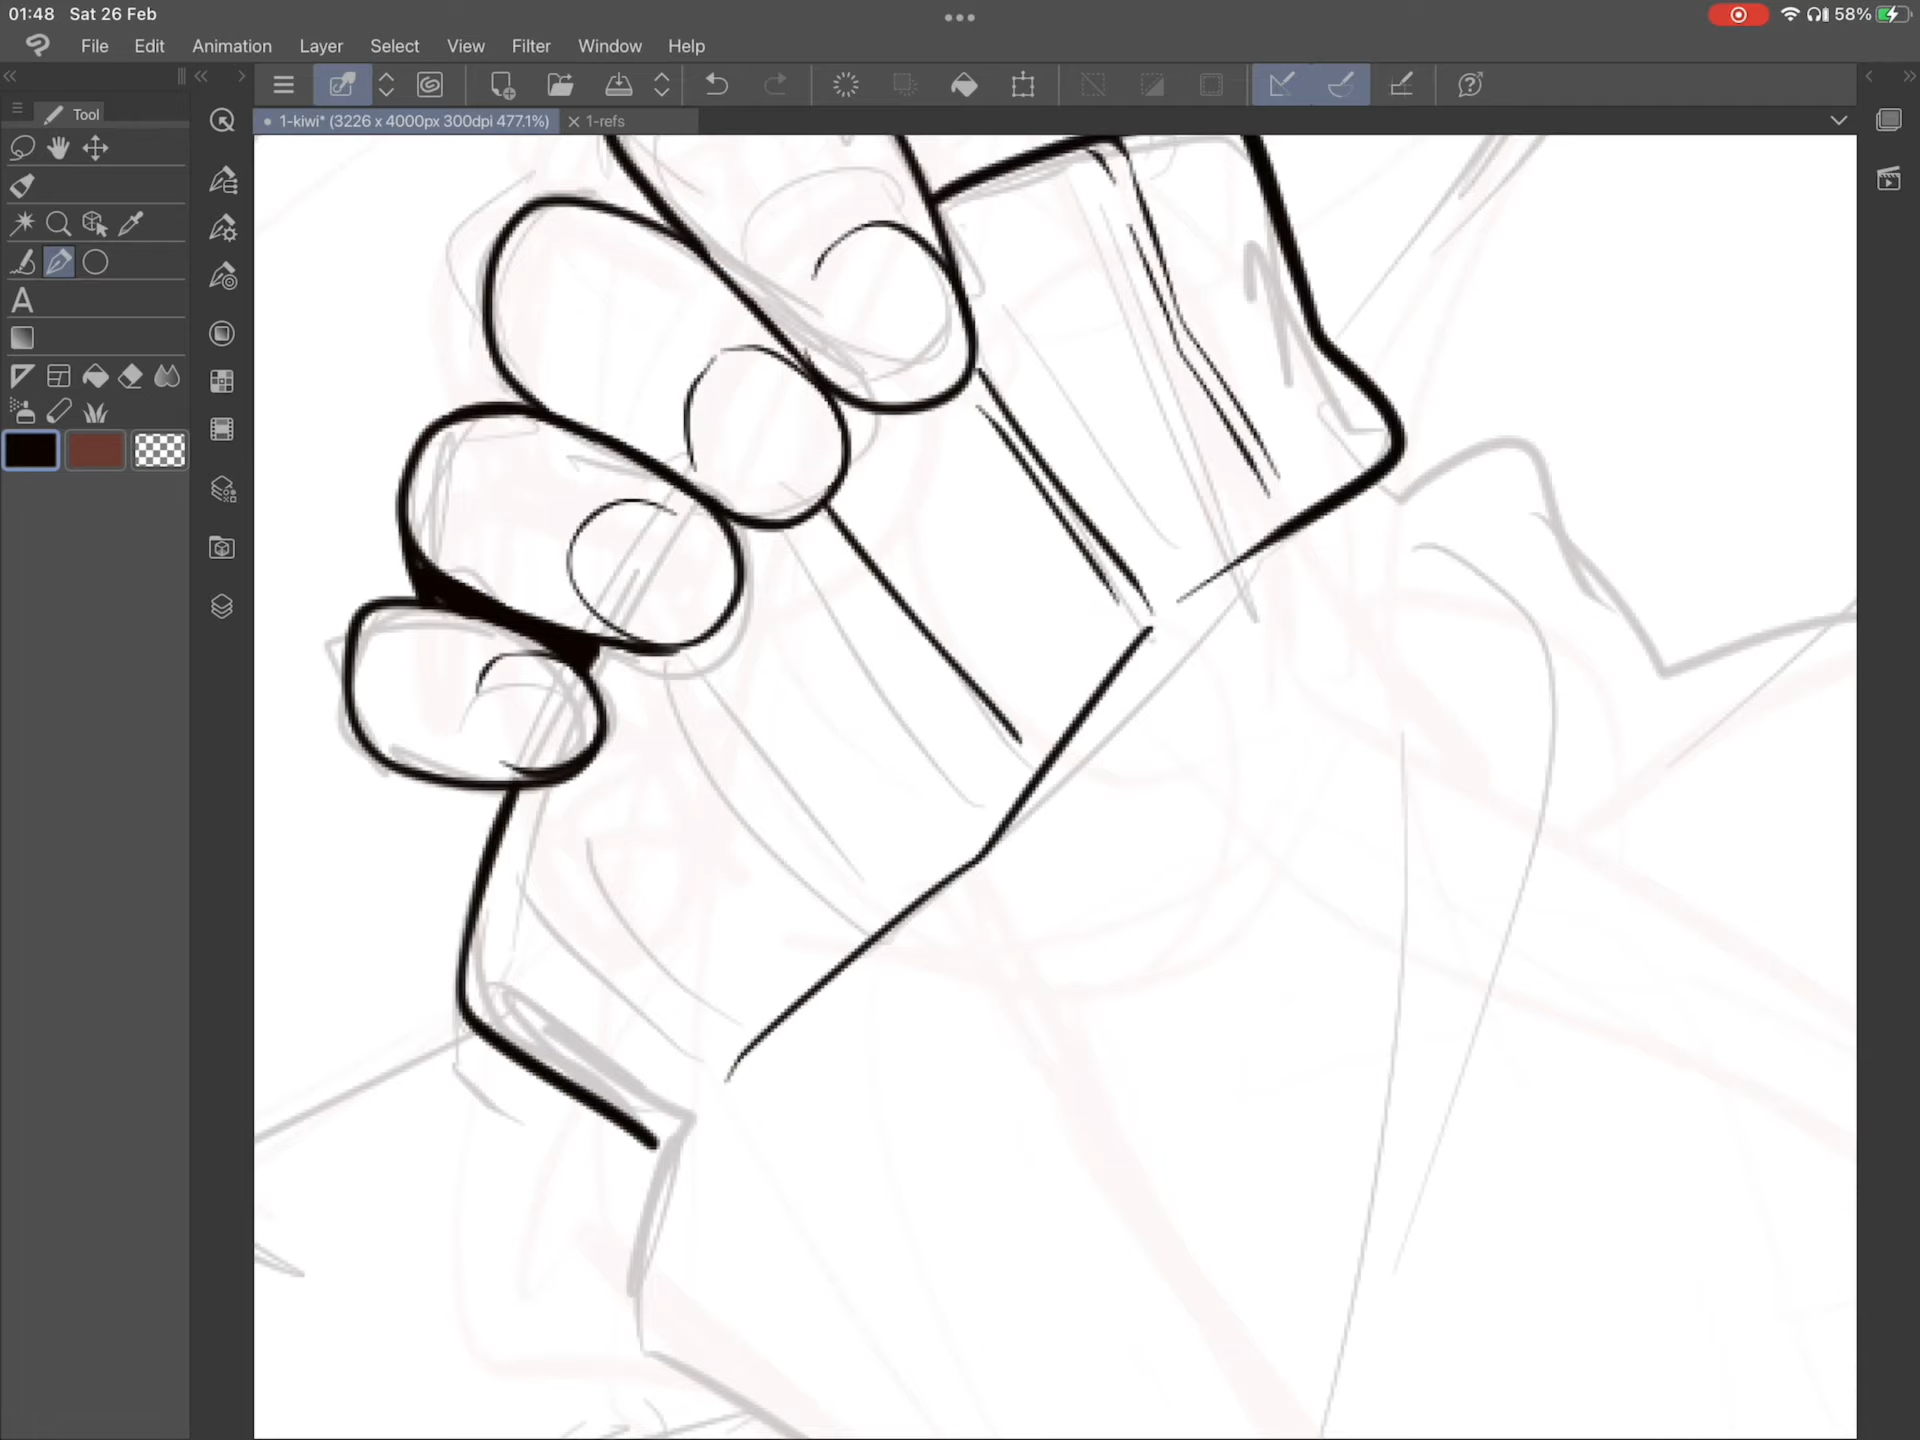 01:48 Sat 26 Feb 58%
File Edit Animation Layer Select View Filter Window Help
Tool
1-kiwi* (3226 x 4000px 300dpi 477.1%) 1-refs
A